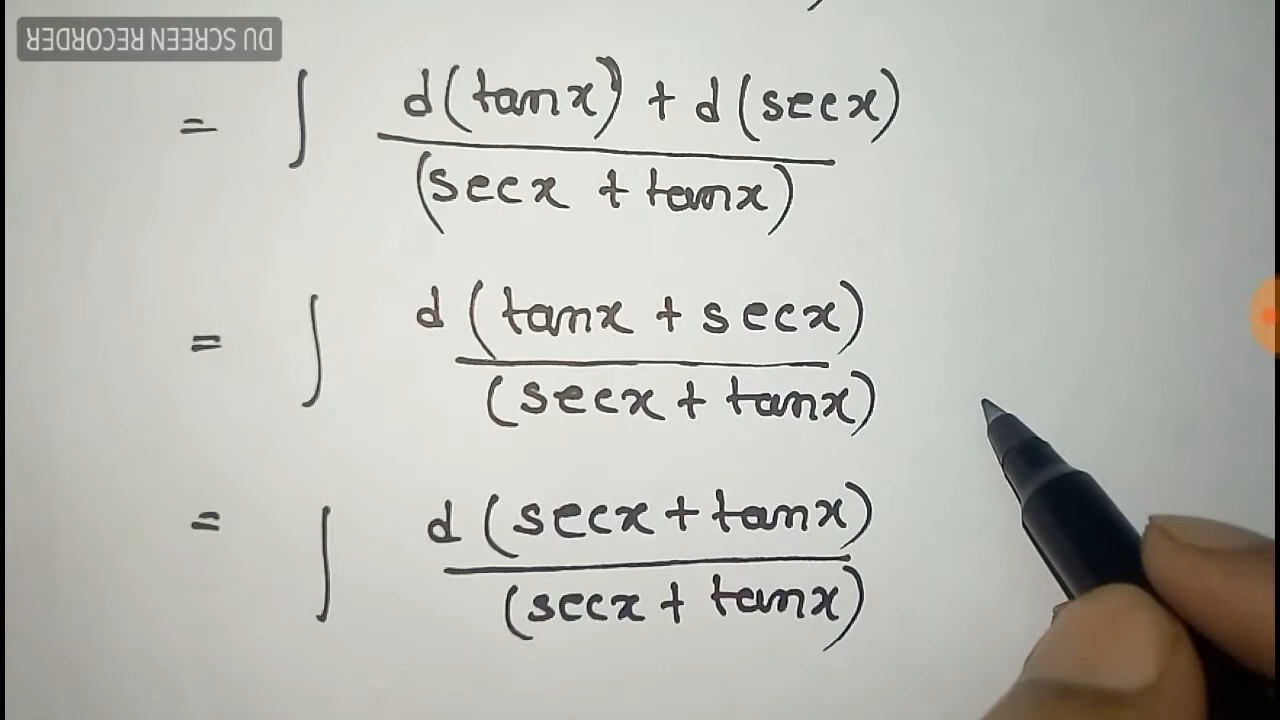 DU SCREEN RECORDER
= ∫ d(tanx) + d(secx)
(secx + tanx)
= ∫ d(tanx + secx)
(secx + tanx)
= ∫ d(secx + tanx)
(secx + tanx)